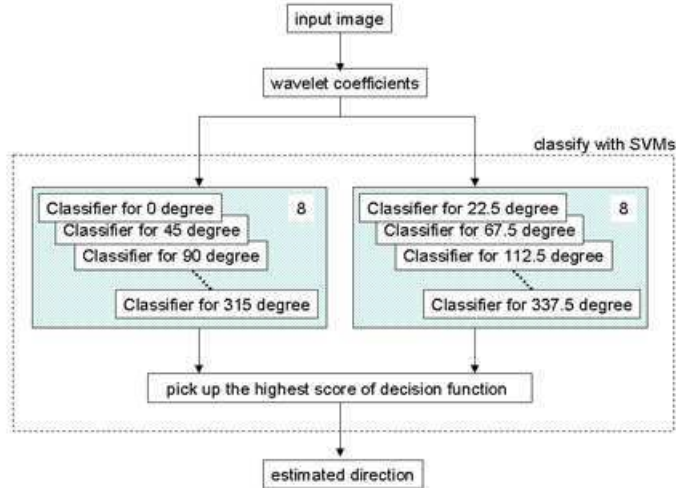 input image
wavelet coefficients
classify with SVMs
Classifier for 0 degree
8
Classifier for 45 degree
Classifier for 90 degree
Classifier for 315 degree
Classifier for 22.5 degree
8
Classifier for 67.5 degree
Classifier for 112.5 degree
Classifier for 337.5 degree
pick up the highest score of decision function
estimated direction